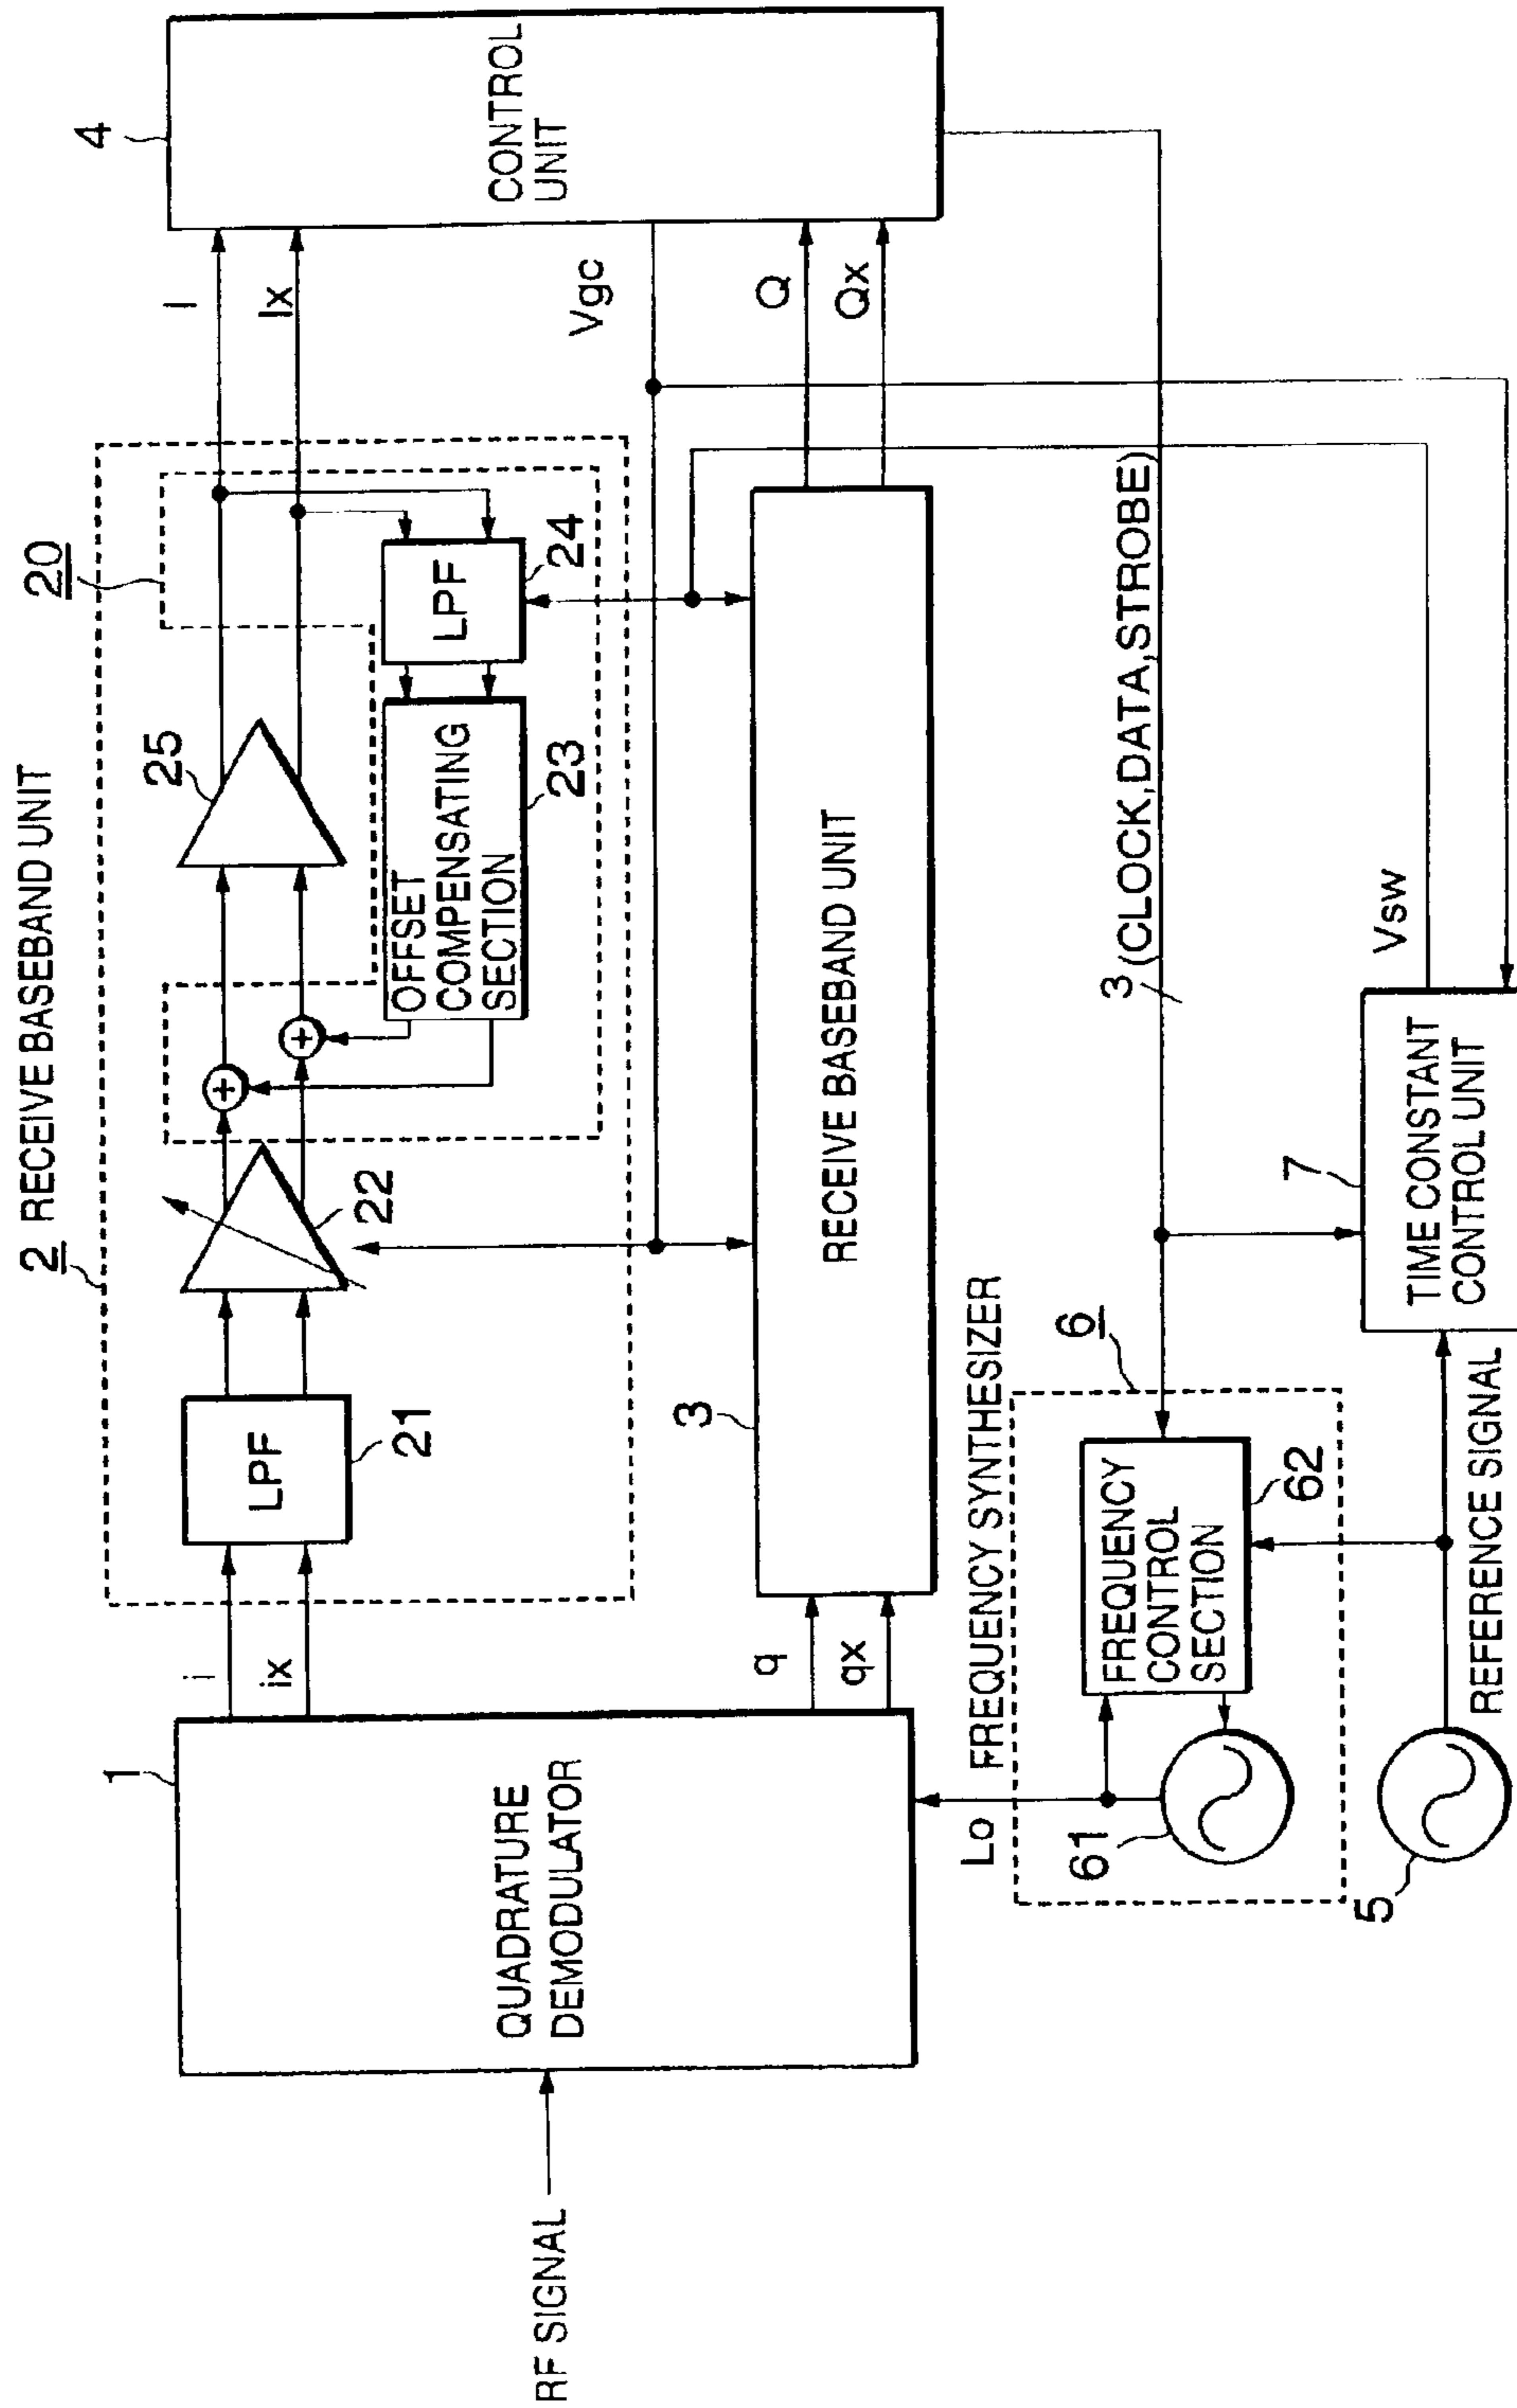 2 RECEIVE BASEBAND UNIT
20
4
1
i
ix
LPF
21
22
25
OFFSET
COMPENSATING
SECTION
23
LPF
24
I
Ix
CONTROL
UNIT
Vgc
RF SIGNAL
QUADRATURE
DEMODULATOR
q
qx
3
RECEIVE BASEBAND UNIT
Q
Qx
Lo
FREQUENCY SYNTHESIZER
6
61
FREQUENCY
CONTROL
SECTION
62
3 (CLOCK,DATA,STROBE)
5
REFERENCE SIGNAL
7
TIME CONSTANT
CONTROL UNIT
Vsw